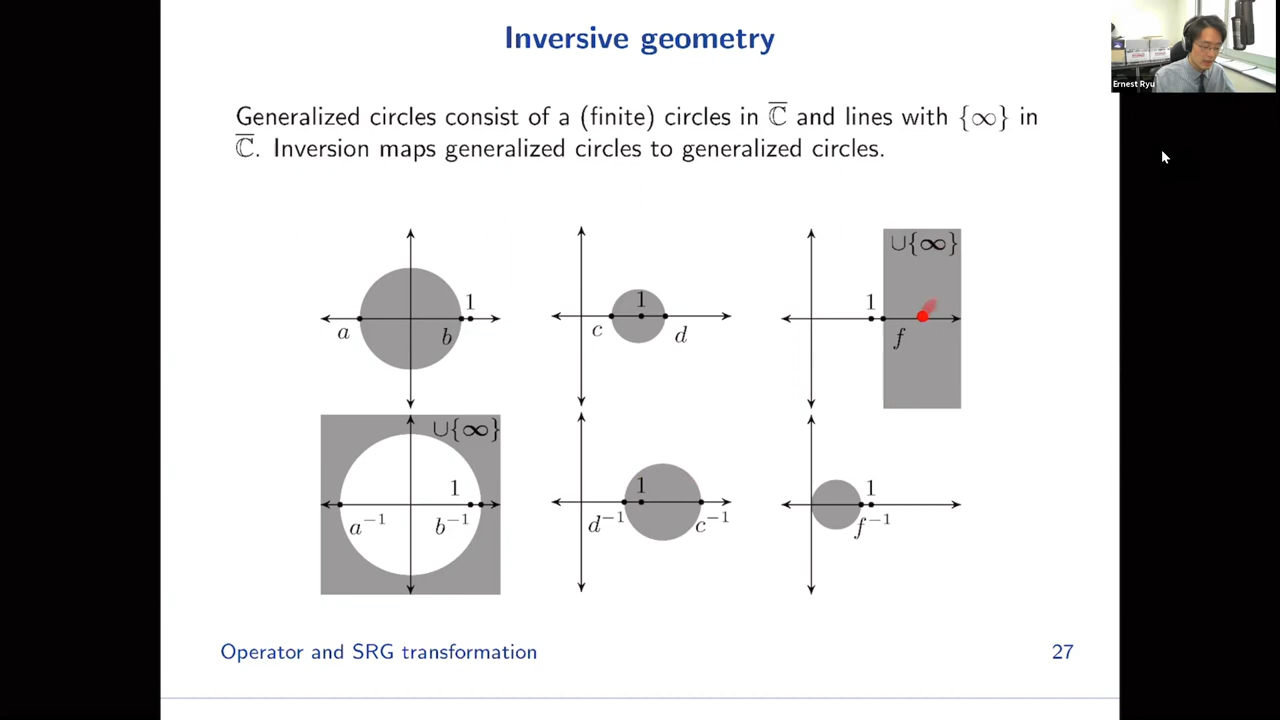 Inversive geometry
Ernest Ryu
Generalized circles consist of a (finite) circles in ℂ̅ and lines with {∞} in
ℂ̅. Inversion maps generalized circles to generalized circles.
a b 1
c 1 d
∪{∞}
1 f
∪{∞}
1
a⁻¹ b⁻¹
1
d⁻¹ c⁻¹
1
f⁻¹
Operator and SRG transformation 27